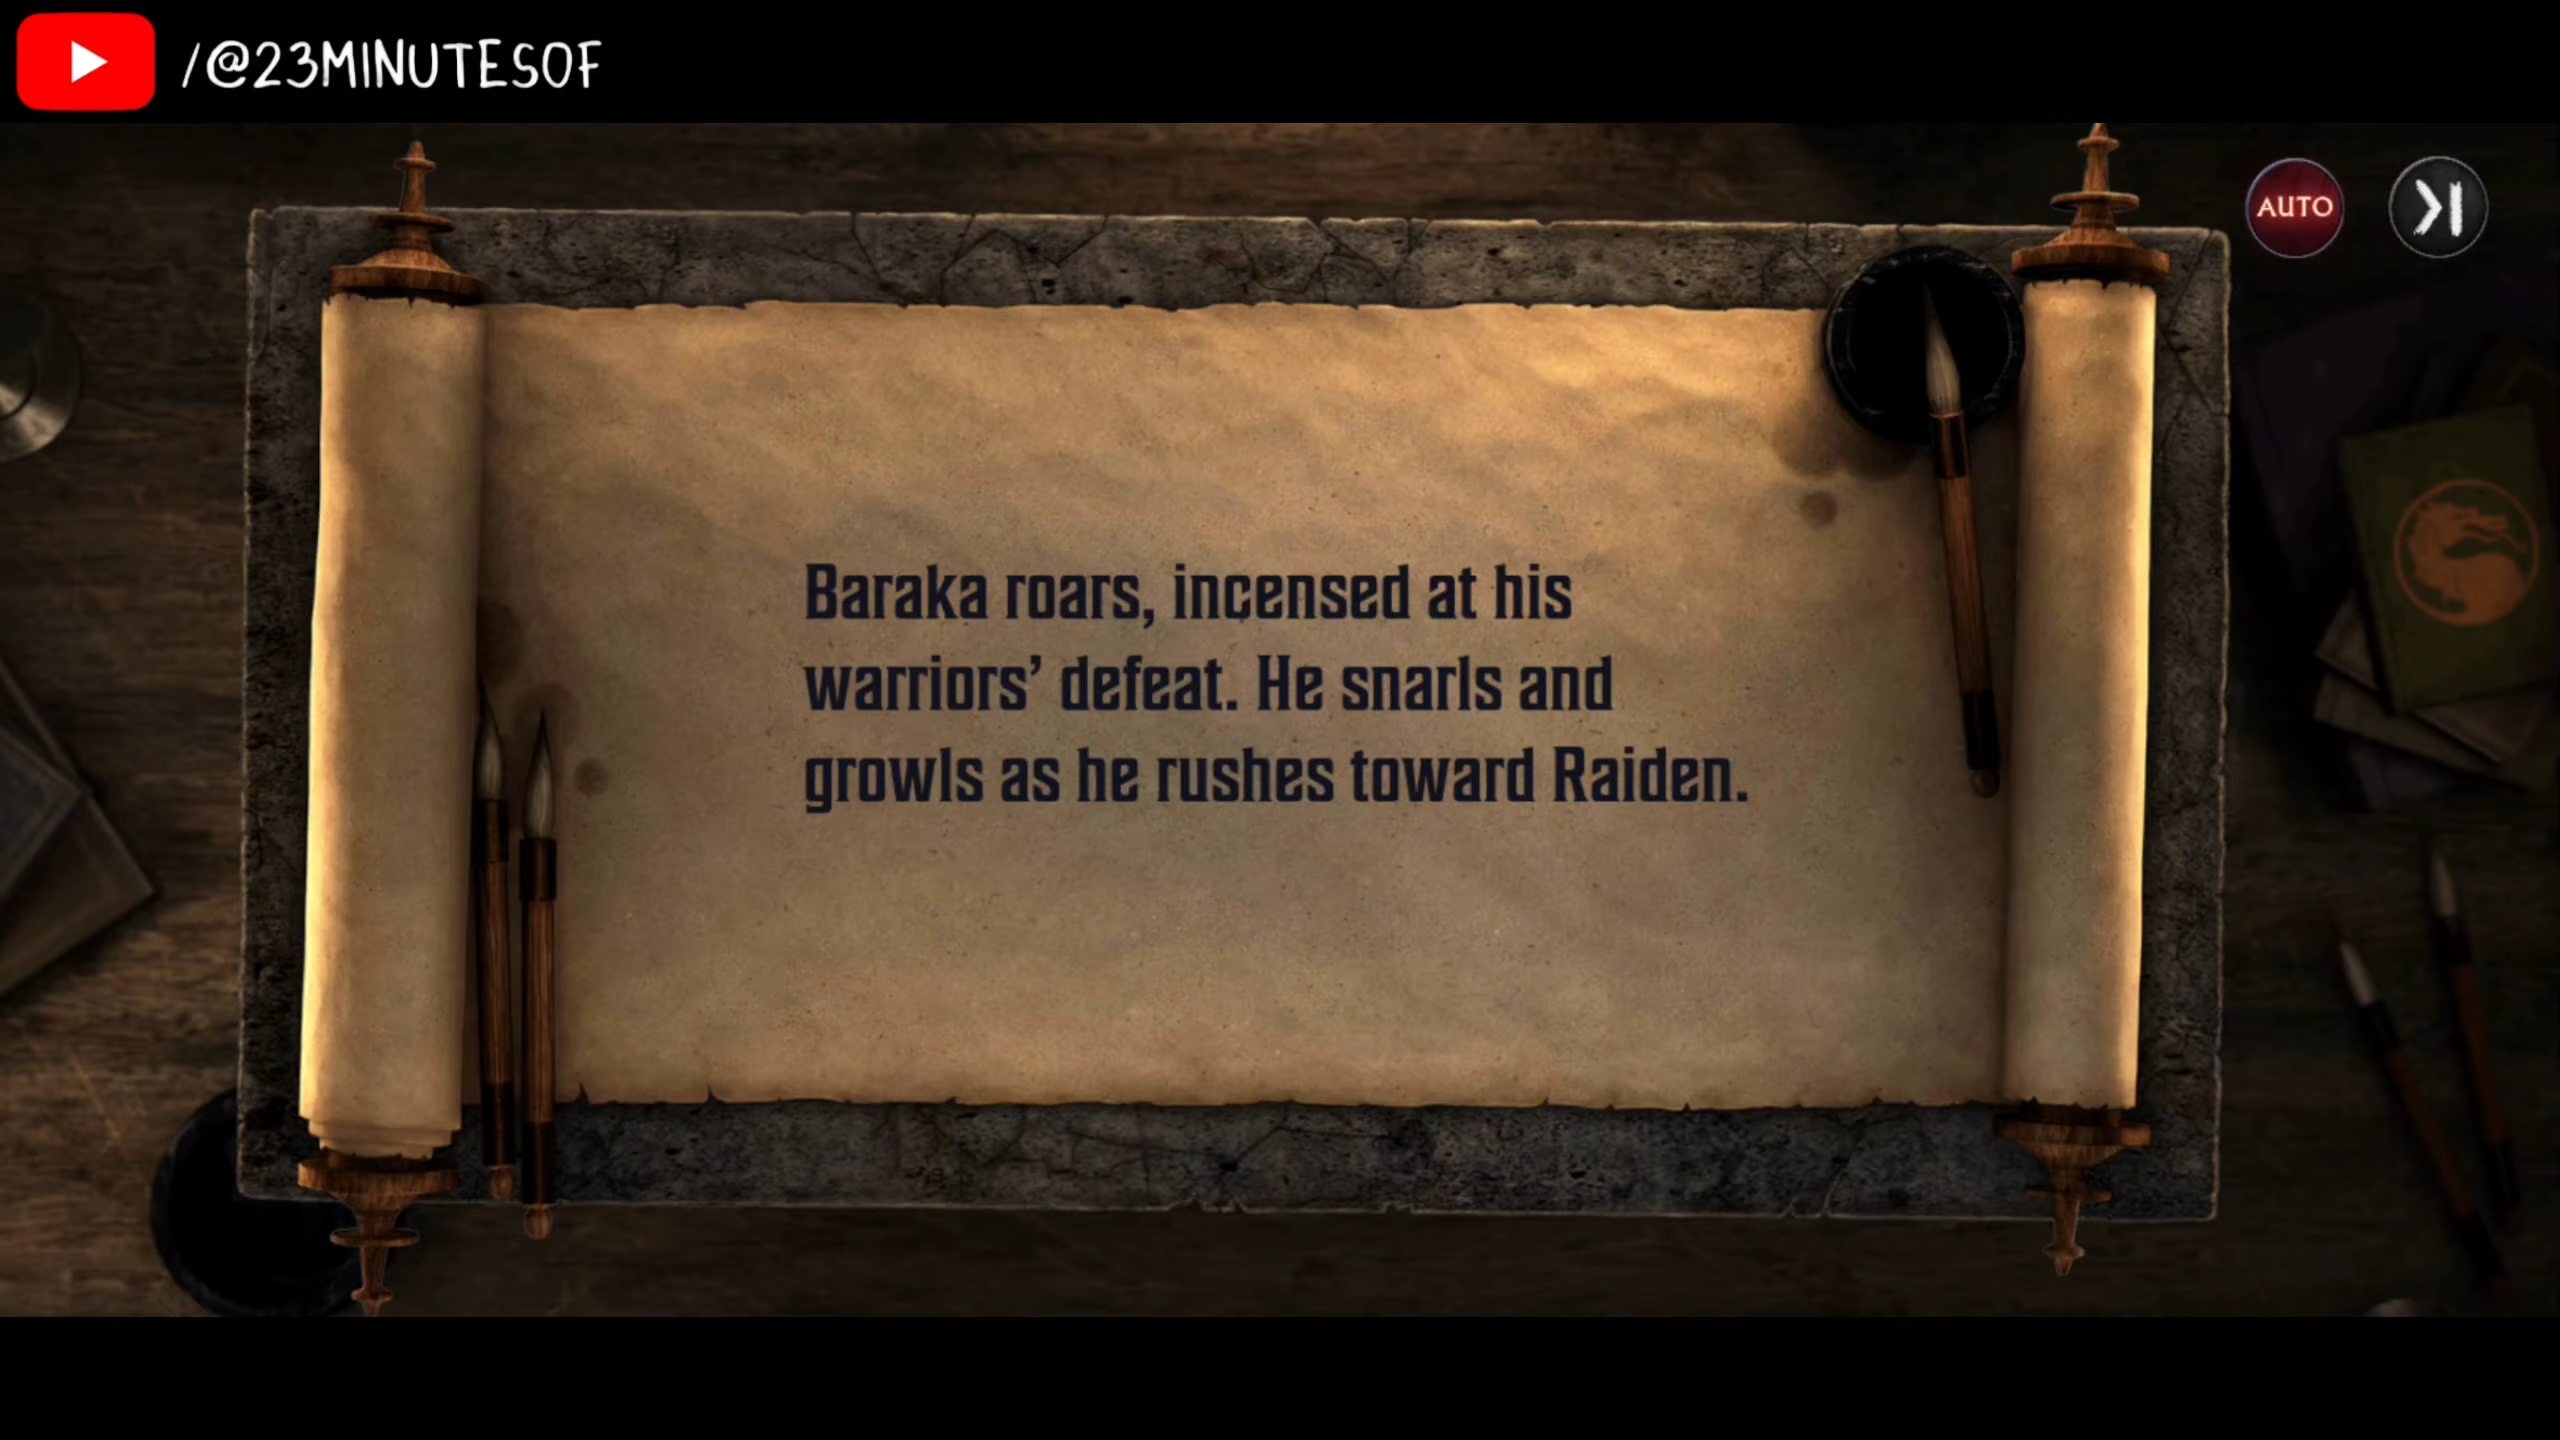 /@23MINUTESOF
AUTO
Baraka roars, incensed at his
warriors’ defeat. He snarls and
growls as he rushes toward Raiden.